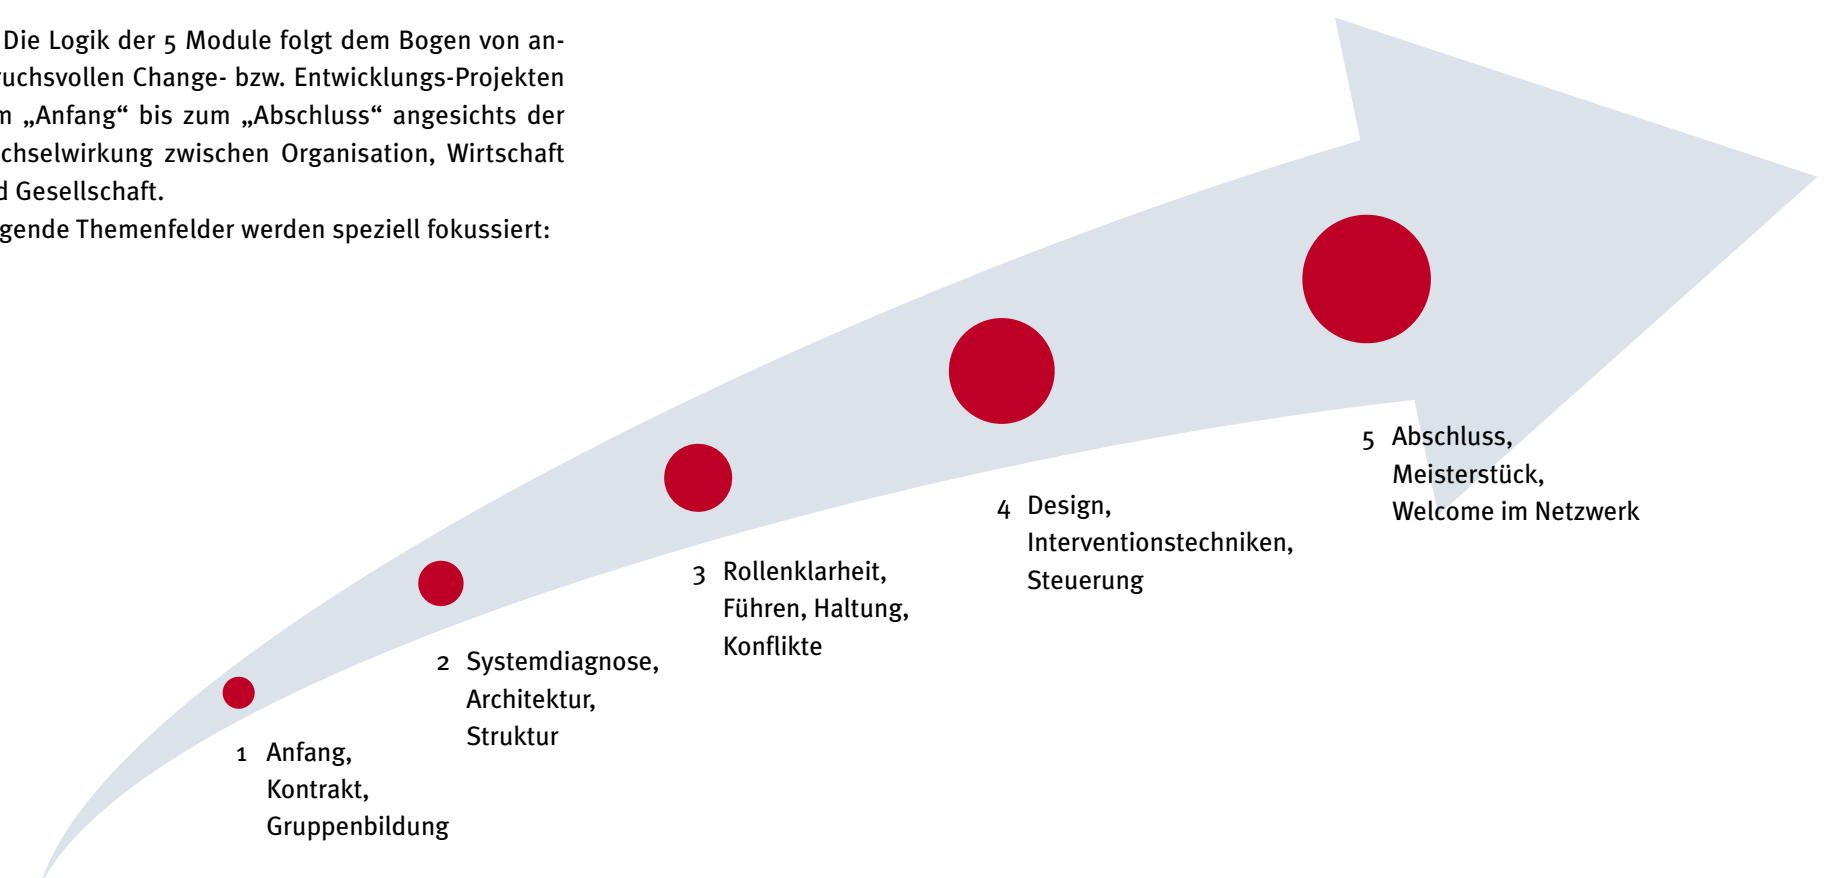 Die Logik der 5 Module folgt dem Bogen von an-
ruchsvollen Change- bzw. Entwicklungs-Projekten
m „Anfang“ bis zum „Abschluss“ angesichts der
chselwirkung zwischen Organisation, Wirtschaft
d Gesellschaft.
gende Themenfelder werden speziell fokussiert:
5 Abschluss,
Meisterstück,
Welcome im Netzwerk
4 Design,
Interventionstechniken,
Steuerung
3 Rollenklarheit,
Führen, Haltung,
Konflikte
2 Systemdiagnose,
Architektur,
Struktur
1 Anfang,
Kontrakt,
Gruppenbildung